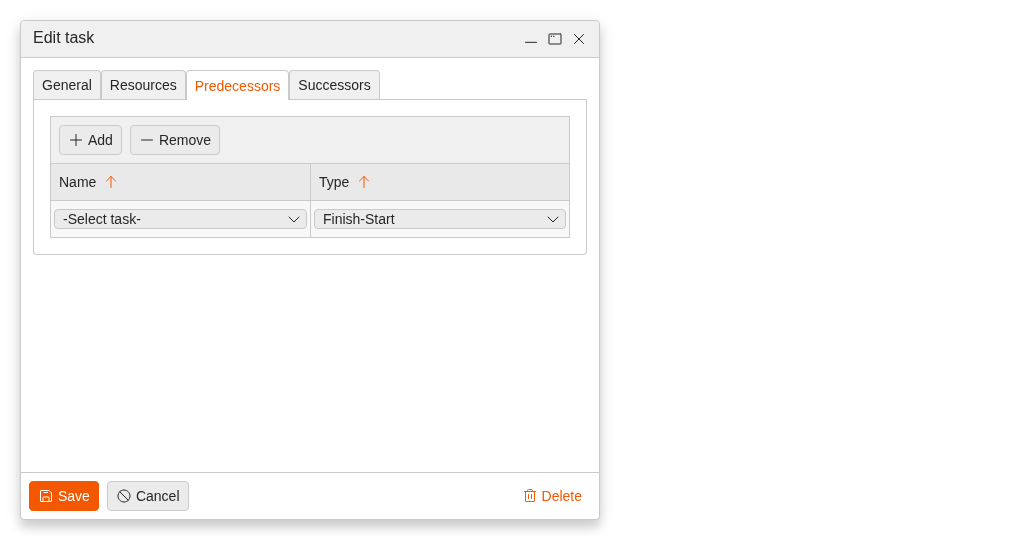 Edit task
General Resources Predecessors Successors
Add Remove
Name Type
-Select task- Finish-Start
Save Cancel Delete